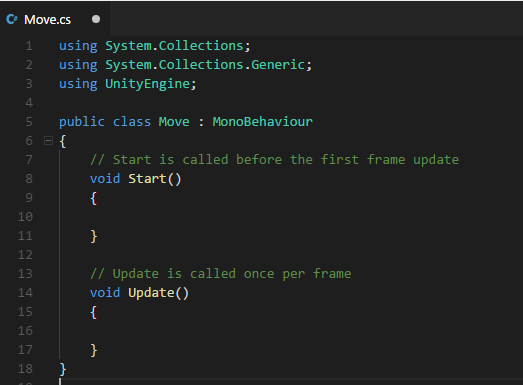 C# Move.cs
1 using System.Collections;
2 using System.Collections.Generic;
3 using UnityEngine;
4
5 public class Move : MonoBehaviour
6 {
7     // Start is called before the first frame update
8     void Start()
9     {
10
11     }
12
13     // Update is called once per frame
14     void Update()
15     {
16
17     }
18 }
19